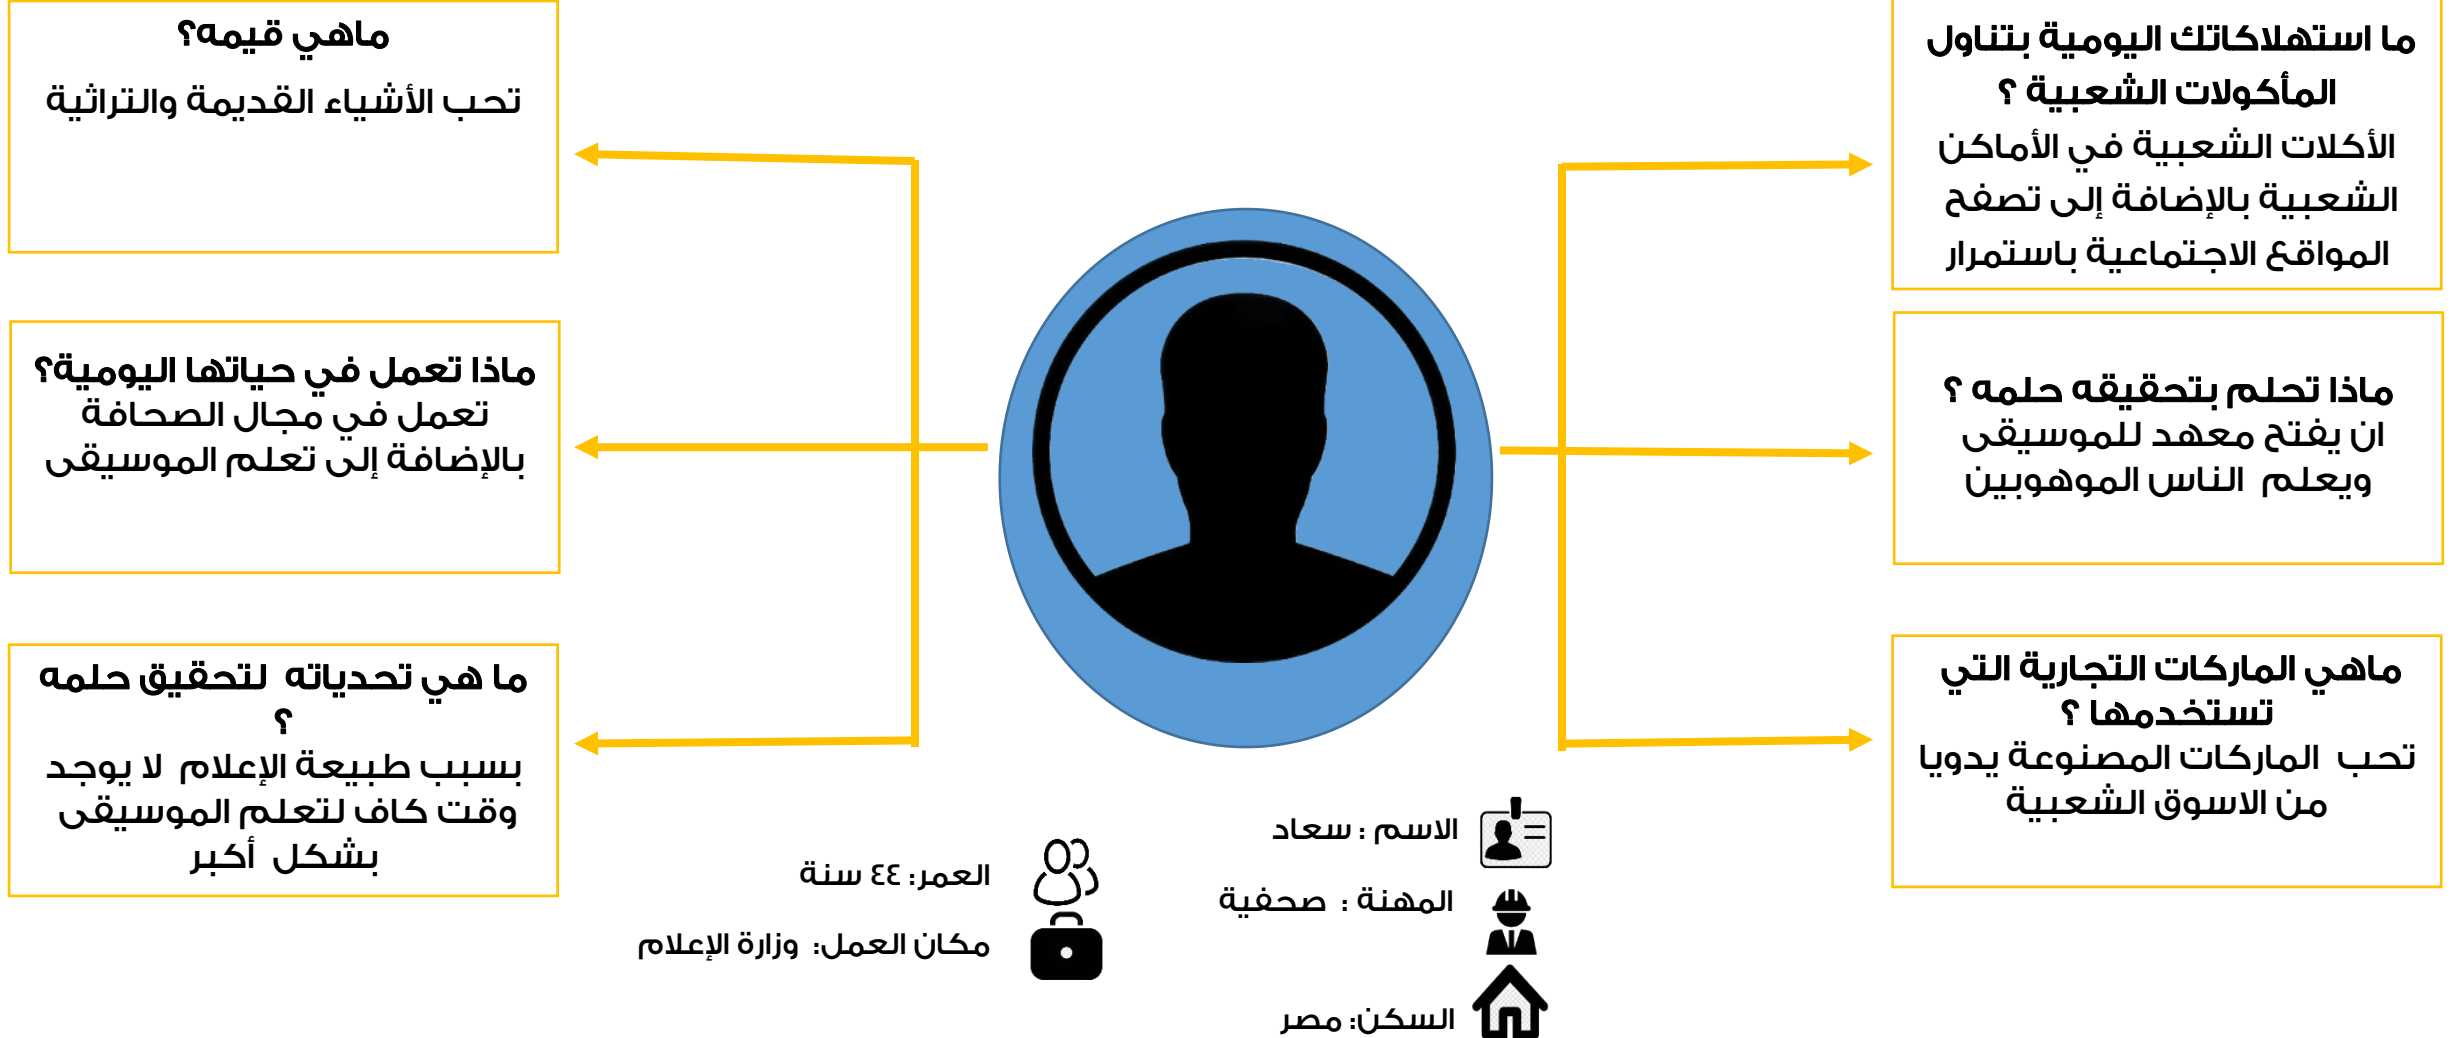 ما استهلاكاتك اليومية بتناول
المأكولات الشعبية ؟
الأكلات الشعبية في الأماكن
الشعبية بالإضافة إلى تصفح
المواقع الاجتماعية باستمرار
ماذا تحلم بتحقيقه حلمه ؟
ان يفتح معهد للموسيقى
ويعلم الناس الموهوبين
ماهي الماركات التجارية التي
تستخدمها ؟
تحب الماركات المصنوعة يدويا
من الاسوق الشعبية
ماهي قيمه؟
تحب الأشياء القديمة والتراثية
ماذا تعمل في حياتها اليومية؟
تعمل في مجال الصحافة
بالإضافة إلى تعلم الموسيقى
ما هي تحدياته لتحقيق حلمه
؟
بسبب طبيعة الإعلام لا يوجد
وقت كاف لتعلم الموسيقى
بشكل أكبر
الاسم : سعاد
المهنة : صحفية
السكن: مصر
العمر: ٤٤ سنة
مكان العمل: وزارة الإعلام